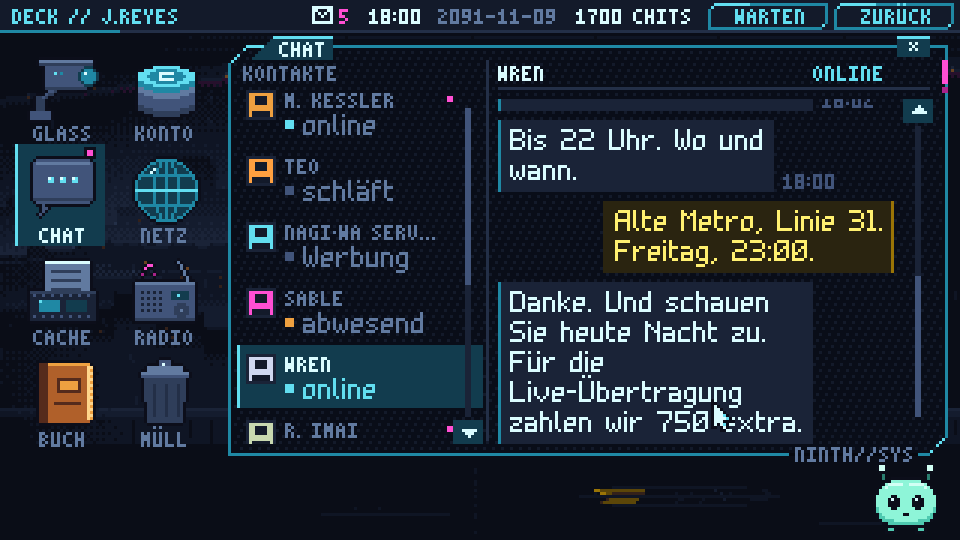 DECK // J.REYES
5
18:00
2091-11-09
1700 CHITS
WARTEN
ZURÜCK
GLASS
KONTO
CHAT
NETZ
CACHE
RADIO
BUCH
MÜLL
CHAT
x
KONTAKTE
M. KESSLER
online
TEO
schläft
NAGI-WA SERV...
Werbung
SABLE
abwesend
WREN
online
R. IMAI
WREN
ONLINE
18:02
Bis 22 Uhr. Wo und
wann.
18:00
Alte Metro, Linie 31.
Freitag, 23:00.
Danke. Und schauen
Sie heute Nacht zu.
Für die
Live-Übertragung
zahlen wir 750 extra.
NINTH//SYS